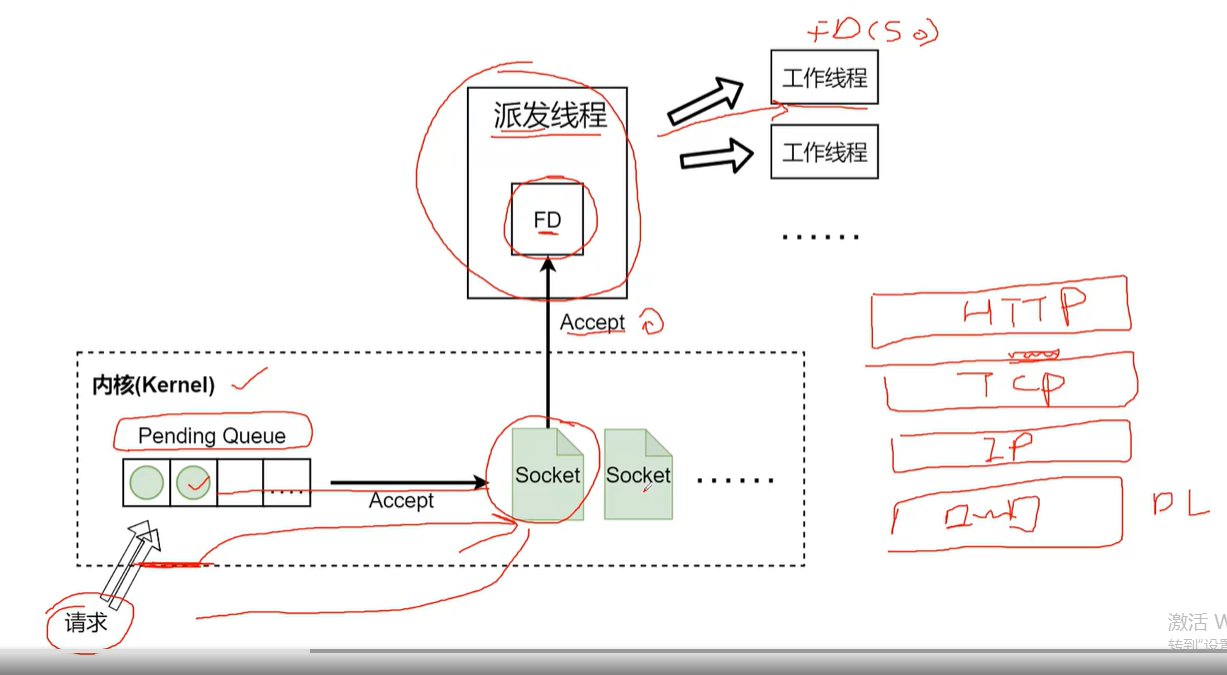 FD(50)
工作线程
派发线程
工作线程
FD
......
HTTP
Accept
TCP
内核(Kernel)
Pending Queue
IP
Socket
Socket
......
....
Accept
DL
请求
激活 W
转到"设置